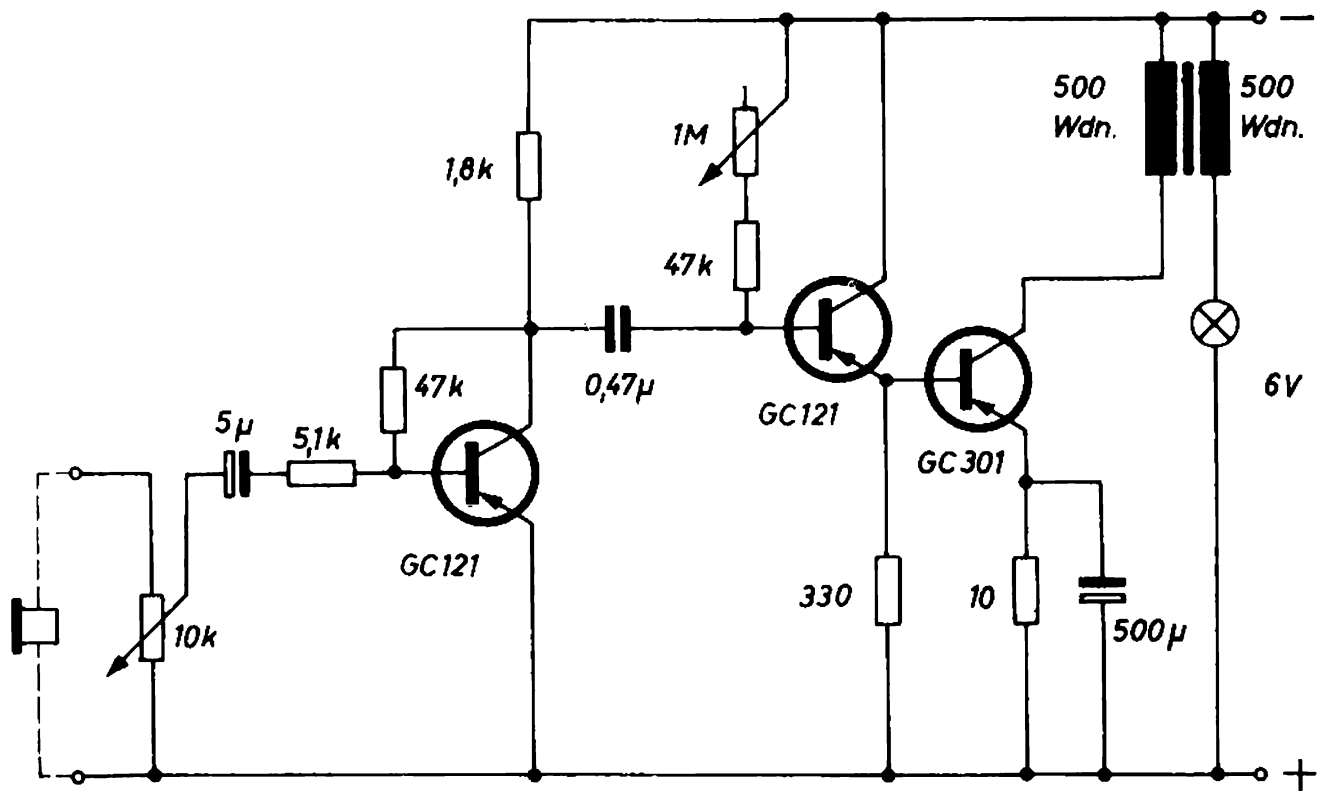 −
500
Wdn.
500
Wdn.
1M
1,8k
47k
47k
0,47µ
GC121
6V
5µ
5,1k
GC301
GC121
10k
330
10
500µ
+